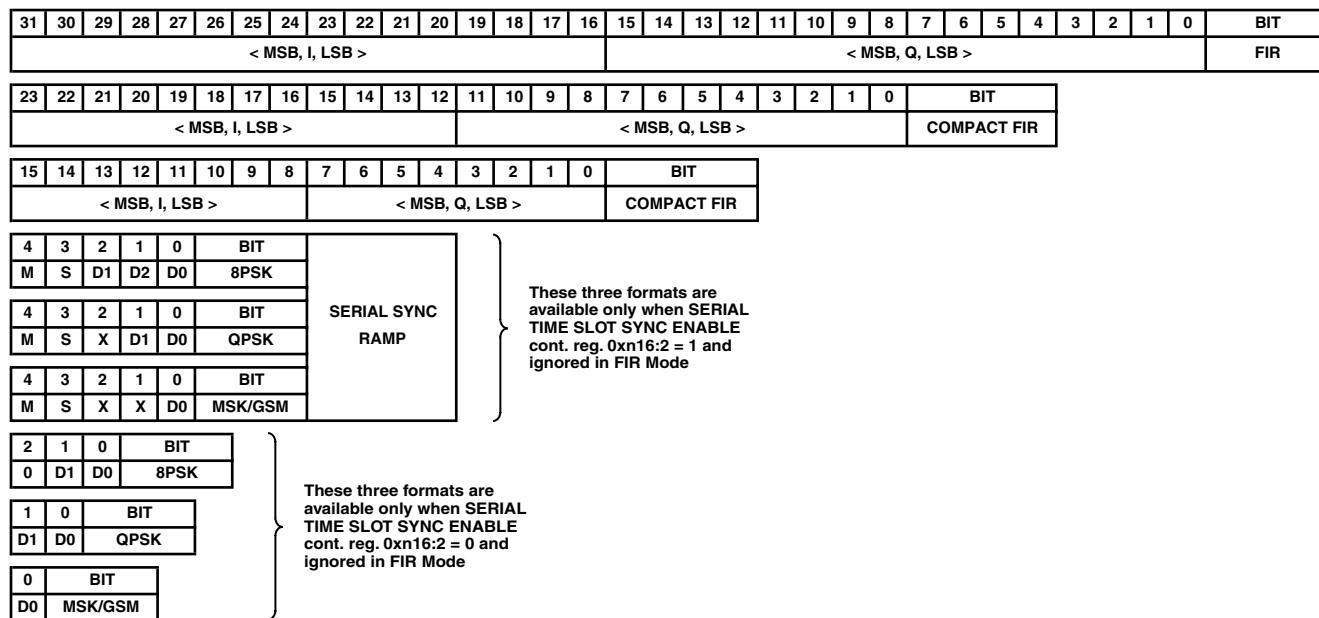 31 30 29 28 27 26 25 24 23 22 21 20 19 18 17 16 15 14 13 12 11 10 9 8 7 6 5 4 3 2 1 0 BIT
< MSB, I, LSB > < MSB, Q, LSB > FIR
23 22 21 20 19 18 17 16 15 14 13 12 11 10 9 8 7 6 5 4 3 2 1 0 BIT
< MSB, I, LSB > < MSB, Q, LSB > COMPACT FIR
15 14 13 12 11 10 9 8 7 6 5 4 3 2 1 0 BIT
< MSB, I, LSB > < MSB, Q, LSB > COMPACT FIR
4 3 2 1 0 BIT
M S D1 D2 D0 8PSK
4 3 2 1 0 BIT
M S X D1 D0 QPSK
4 3 2 1 0 BIT
M S X X D0 MSK/GSM
SERIAL SYNC
RAMP
These three formats are
available only when SERIAL
TIME SLOT SYNC ENABLE
cont. reg. 0xn16:2 = 1 and
ignored in FIR Mode
2 1 0 BIT
0 D1 D0 8PSK
1 0 BIT
D1 D0 QPSK
0 BIT
D0 MSK/GSM
These three formats are
available only when SERIAL
TIME SLOT SYNC ENABLE
cont. reg. 0xn16:2 = 0 and
ignored in FIR Mode